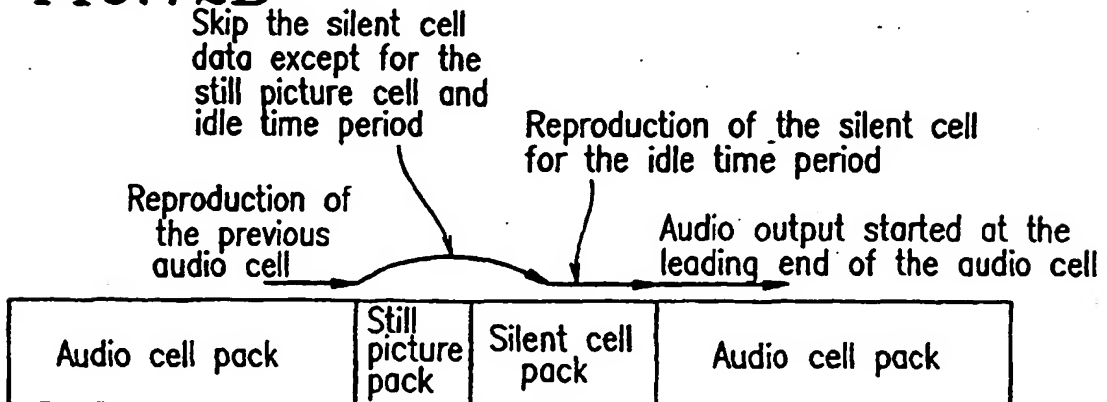 Skip the silent cell
data except for the
still picture cell and
idle time period
Reproduction of the silent cell
for the idle time period
Reproduction of
the previous
audio cell
Audio output started at the
leading end of the audio cell
Audio cell pack
Still
picture
pack
Silent cell
pack
Audio cell pack